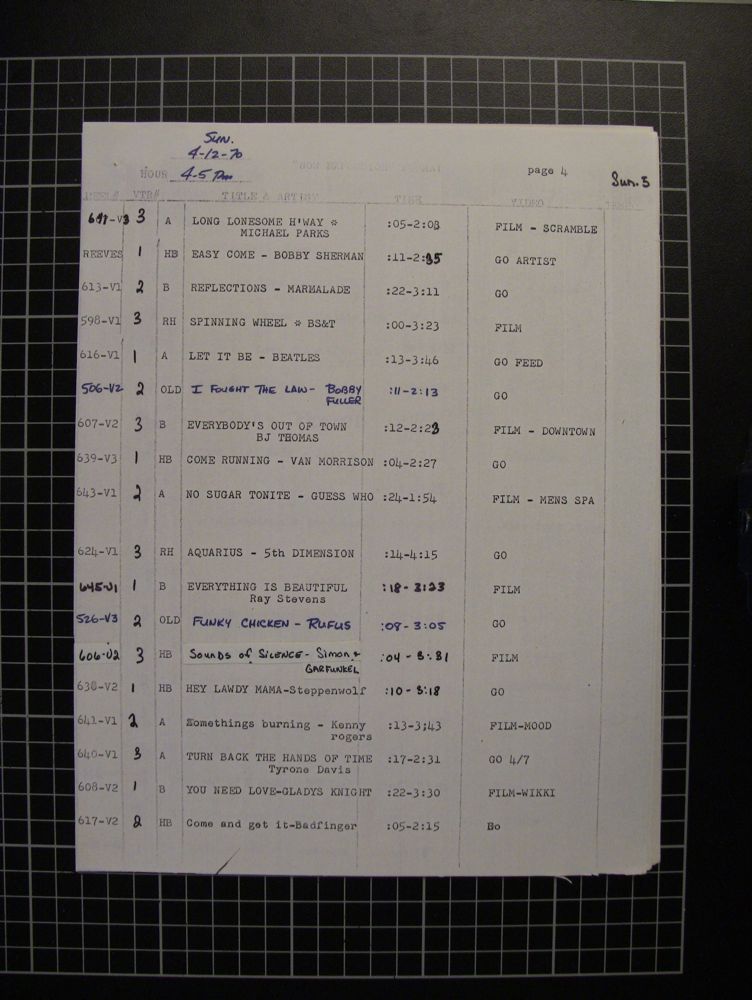 SUN.
4-12-70
HOUR 4-5 PM page 4 Sun. 3
VTR# TITLE & ARTIST VIDEO
3 A LONG LONESOME H'WAY * :05-2:08 FILM - SCRAMBLE
MICHAEL PARKS
REEVES 1 HB EASY COME - BOBBY SHERMAN :11-2:35 GO ARTIST
613-V1 2 B REFLECTIONS - MARMALADE :22-3:11 GO
598-V1 3 RH SPINNING WHEEL * BS&T :00-3:23 FILM
616-V1 1 A LET IT BE - BEATLES :13-3:46 GO FEED
506-V2 2 OLD I FOUGHT THE LAW - BOBBY :11-2:13 GO
FULLER
607-V2 3 B EVERYBODY'S OUT OF TOWN :12-2:23 FILM - DOWNTOWN
BJ THOMAS
639-V3 1 HB COME RUNNING - VAN MORRISON :04-2:27 GO
643-V1 2 A NO SUGAR TONITE - GUESS WHO :24-1:54 FILM - MENS SPA
624-V1 3 RH AQUARIUS - 5th DIMENSION :14-4:15 GO
645-V1 1 B EVERYTHING IS BEAUTIFUL :18-3:23 FILM
Ray Stevens
526-V3 2 OLD FUNKY CHICKEN - RUFUS :08-3:05 GO
606-V2 3 HB SOUNDS of SILENCE - SIMON & :04- FILM
GARFUNKEL
638-V2 1 HB HEY LAWDY MAMA-Steppenwolf :10-3:18 GO
641-V1 2 A Somethings burning - Kenny :13-3;43 FILM-MOOD
rogers
640-V1 3 A TURN BACK THE HANDS OF TIME :17-2:31 GO 4/7
Tyrone Davis
608-V2 1 B YOU NEED LOVE-GLADYS KNIGHT :22-3:30 FILM-WIKKI
617-V2 2 HB Come and get it-Badfinger :05-2:15 Bo